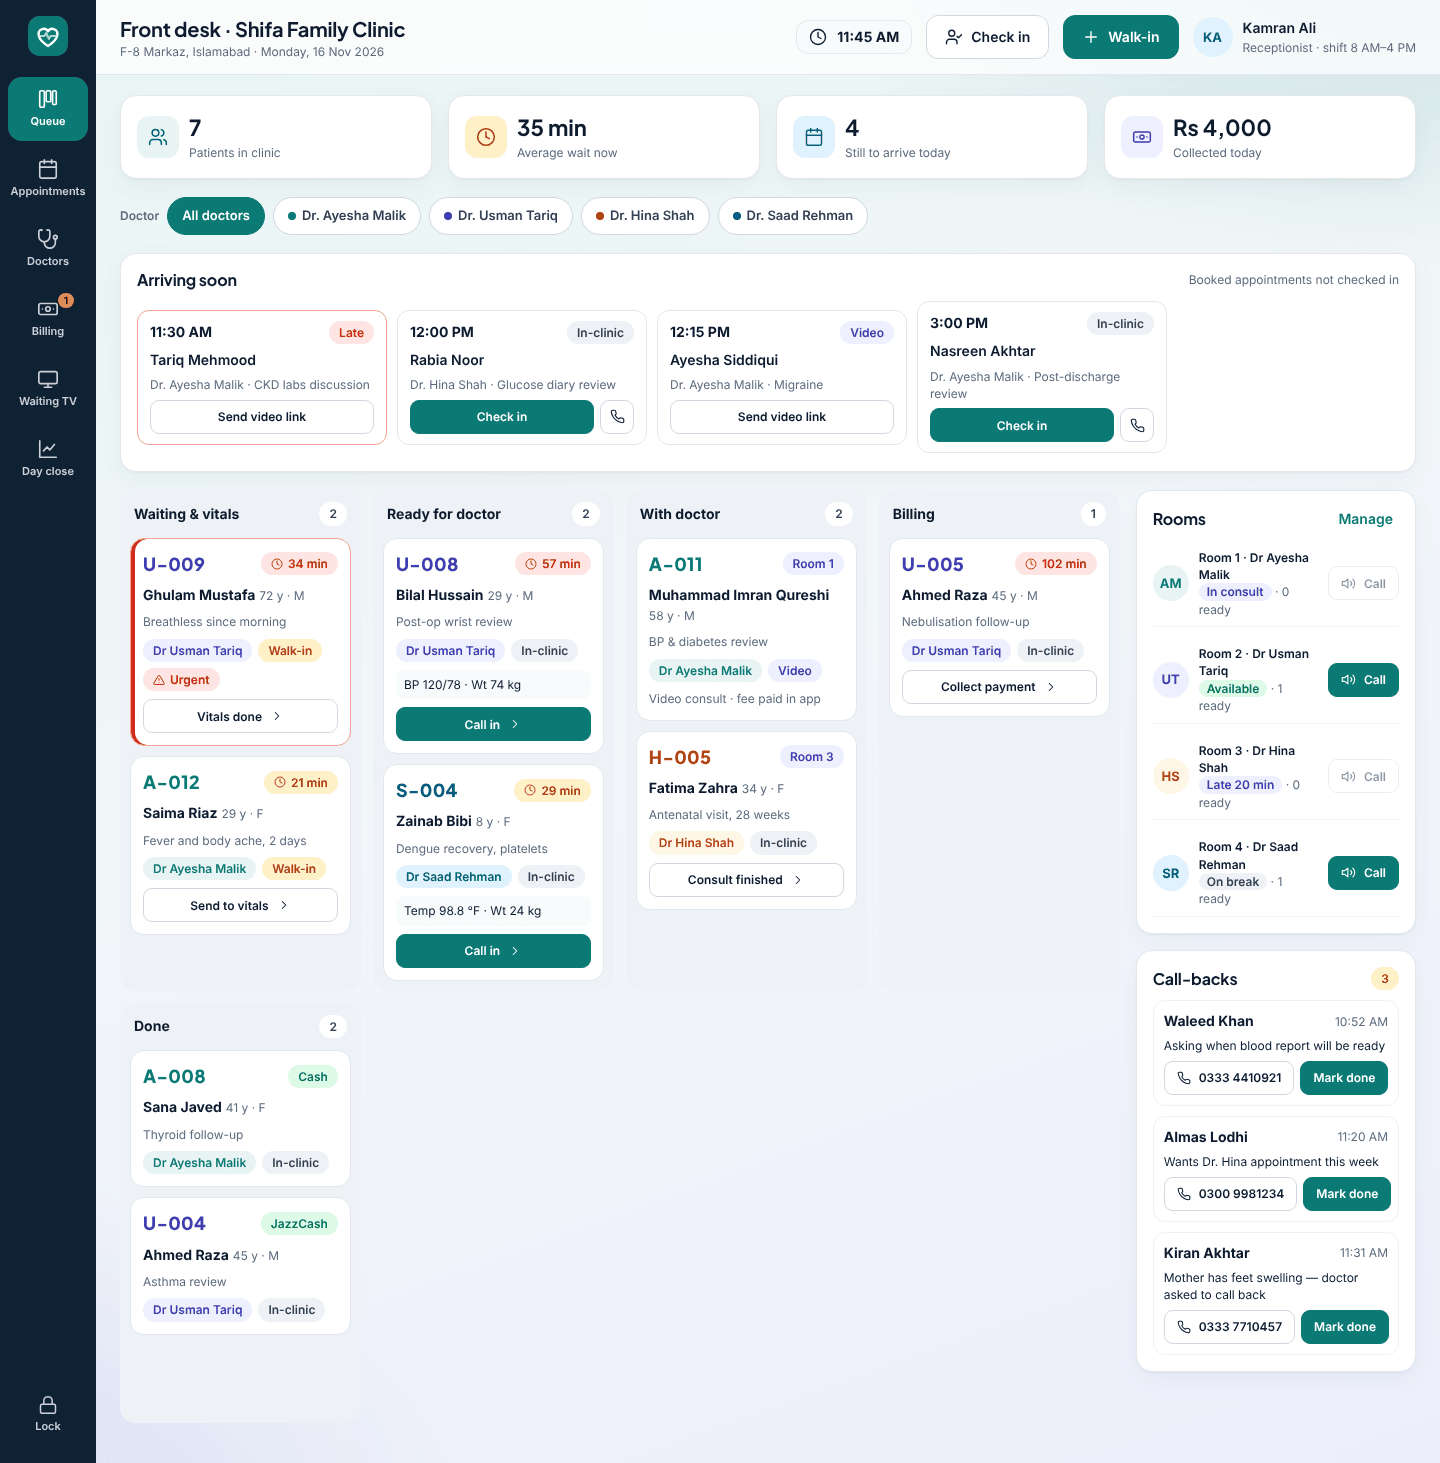 Front desk · Shifa Family Clinic
F-8 Markaz, Islamabad · Monday, 16 Nov 2026
11:45 AM
Check in
Walk-in
KA
Kamran Ali
Receptionist · shift 8 AM–4 PM
Queue
Appointments
Doctors
1
Billing
Waiting TV
Day close
Lock
7
Patients in clinic
35 min
Average wait now
4
Still to arrive today
Rs 4,000
Collected today
Doctor
All doctors
Dr. Ayesha Malik
Dr. Usman Tariq
Dr. Hina Shah
Dr. Saad Rehman
Arriving soon
Booked appointments not checked in
11:30 AM
Late
Tariq Mehmood
Dr. Ayesha Malik · CKD labs discussion
Send video link
12:00 PM
In-clinic
Rabia Noor
Dr. Hina Shah · Glucose diary review
Check in
12:15 PM
Video
Ayesha Siddiqui
Dr. Ayesha Malik · Migraine
Send video link
3:00 PM
In-clinic
Nasreen Akhtar
Dr. Ayesha Malik · Post-discharge
review
Check in
Waiting & vitals
2
U-009
34 min
Ghulam Mustafa 72 y · M
Breathless since morning
Dr Usman Tariq
Walk-in
Urgent
Vitals done
A-012
21 min
Saima Riaz 29 y · F
Fever and body ache, 2 days
Dr Ayesha Malik
Walk-in
Send to vitals
Ready for doctor
2
U-008
57 min
Bilal Hussain 29 y · M
Post-op wrist review
Dr Usman Tariq
In-clinic
BP 120/78 · Wt 74 kg
Call in
S-004
29 min
Zainab Bibi 8 y · F
Dengue recovery, platelets
Dr Saad Rehman
In-clinic
Temp 98.8 °F · Wt 24 kg
Call in
With doctor
2
A-011
Room 1
Muhammad Imran Qureshi
58 y · M
BP & diabetes review
Dr Ayesha Malik
Video
Video consult · fee paid in app
H-005
Room 3
Fatima Zahra 34 y · F
Antenatal visit, 28 weeks
Dr Hina Shah
In-clinic
Consult finished
Billing
1
U-005
102 min
Ahmed Raza 45 y · M
Nebulisation follow-up
Dr Usman Tariq
In-clinic
Collect payment
Done
2
A-008
Cash
Sana Javed 41 y · F
Thyroid follow-up
Dr Ayesha Malik
In-clinic
U-004
JazzCash
Ahmed Raza 45 y · M
Asthma review
Dr Usman Tariq
In-clinic
Rooms
Manage
AM
Room 1 · Dr Ayesha
Malik
In consult · 0
ready
Call
UT
Room 2 · Dr Usman
Tariq
Available · 1
ready
Call
HS
Room 3 · Dr Hina
Shah
Late 20 min · 0
ready
Call
SR
Room 4 · Dr Saad
Rehman
On break · 1
ready
Call
Call-backs
3
Waleed Khan
10:52 AM
Asking when blood report will be ready
0333 4410921
Mark done
Almas Lodhi
11:20 AM
Wants Dr. Hina appointment this week
0300 9981234
Mark done
Kiran Akhtar
11:31 AM
Mother has feet swelling — doctor
asked to call back
0333 7710457
Mark done